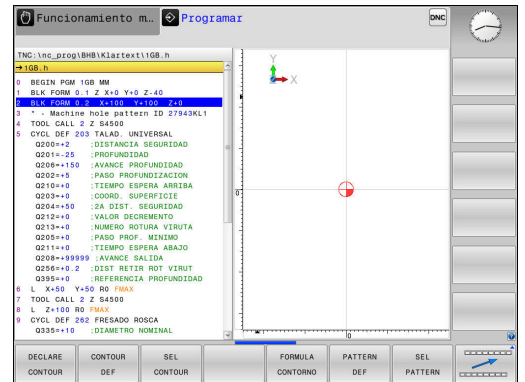 Funcionamiento m...
Programar
DNC
TNC:\nc_prog\BHB\Klartext\1GB.h
→1GB.h
0 BEGIN PGM 1GB MM
1 BLK FORM 0.1 Z X+0 Y+0 Z-40
2 BLK FORM 0.2 X+100 Y+100 Z+0
3 * - Machine hole pattern ID 27943KL1
4 TOOL CALL 2 Z S4500
5 CYCL DEF 203 TALAD. UNIVERSAL
Q200=+2 ;DISTANCIA SEGURIDAD
Q201=-25 ;PROFUNDIDAD
Q206=+150 ;AVANCE PROFUNDIDAD
Q202=+5 ;PASO PROFUNDIZACION
Q210=+0 ;TIEMPO ESPERA ARRIBA
Q203=+0 ;COORD. SUPERFICIE
Q204=+50 ;2A DIST. SEGURIDAD
Q212=+0 ;VALOR DECREMENTO
Q213=+0 ;NUMERO ROTURA VIRUTA
Q205=+0 ;PASO PROF. MINIMO
Q211=+0 ;TIEMPO ESPERA ABAJO
Q208=+99999 ;AVANCE SALIDA
Q256=+0.2 ;DIST RETIR ROT VIRUT
Q395=+0 ;REFERENCIA PROFUNDIDAD
6 L X+50 Y+50 R0 FMAX
7 TOOL CALL 2 Z S4500
8 L Z+100 R0 FMAX
9 CYCL DEF 262 FRESADO ROSCA
Q335=+10 ;DIAMETRO NOMINAL
Y
X
0
0
DECLARE CONTOUR
CONTOUR DEF
SEL CONTOUR
FORMULA CONTORNO
PATTERN DEF
SEL PATTERN